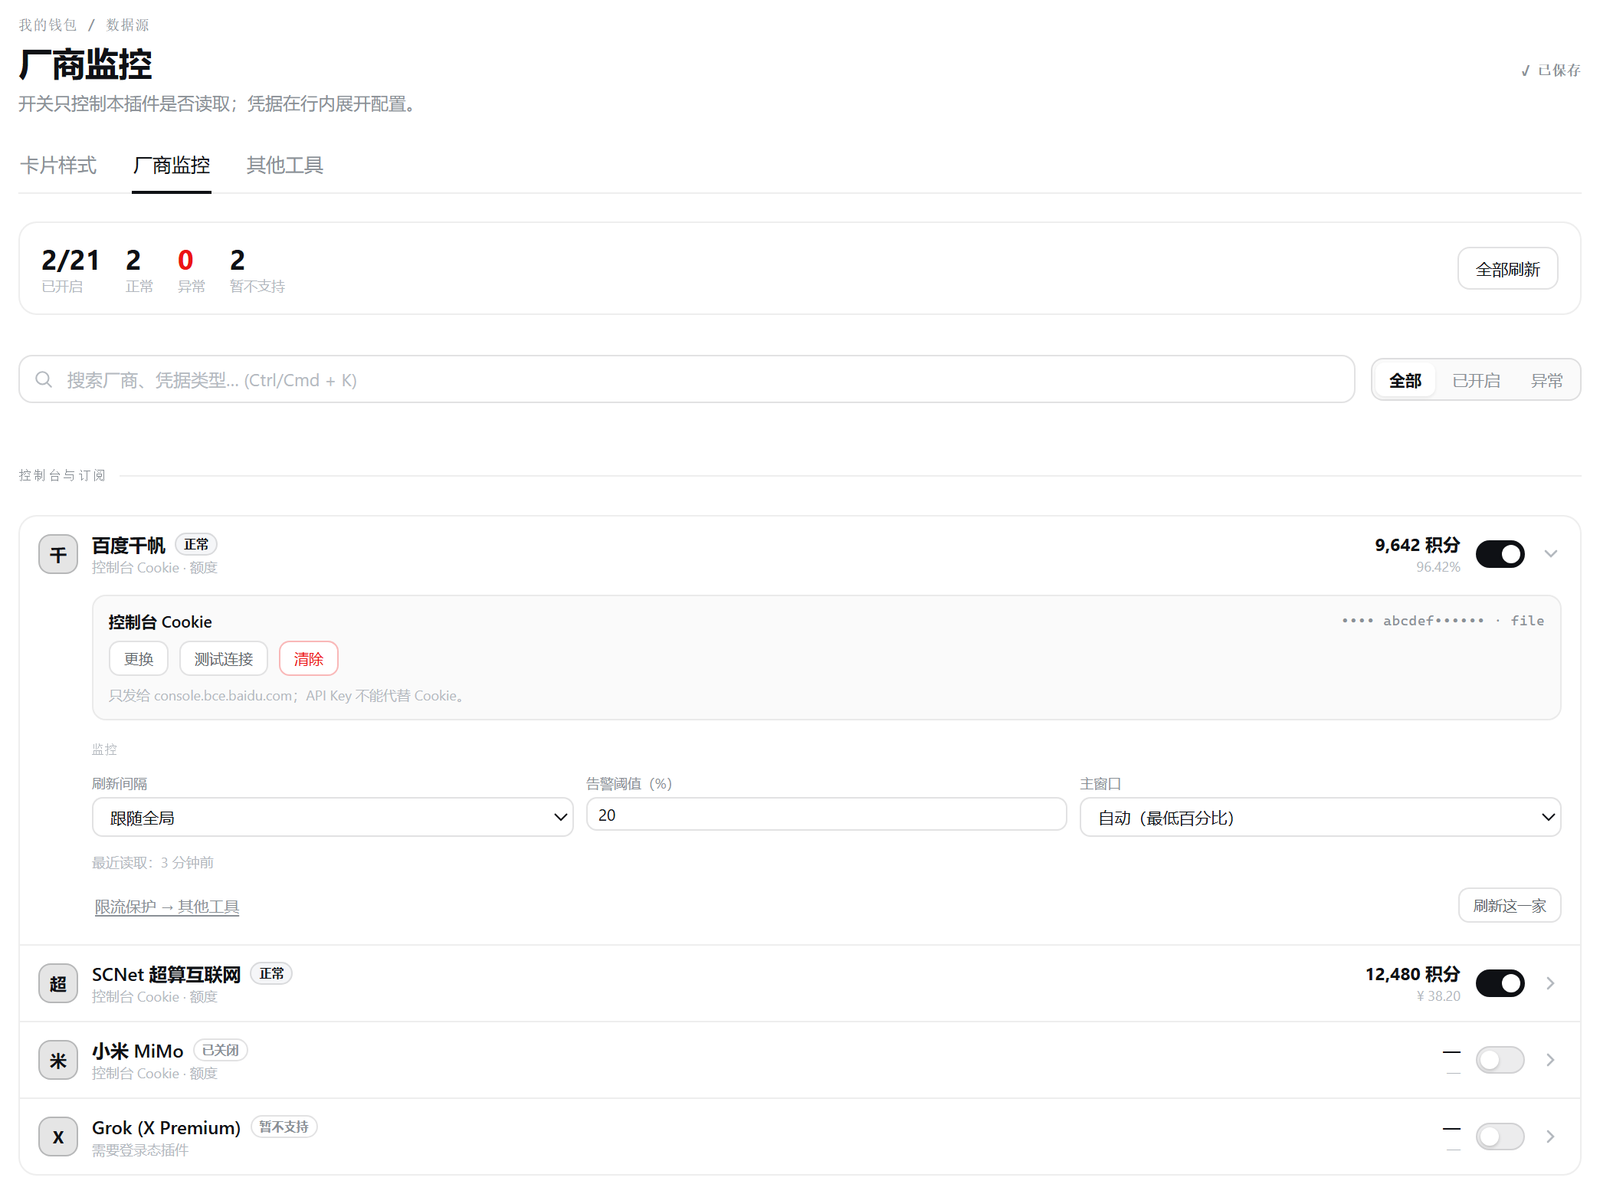 我的钱包 / 数据源
厂商监控
✓ 已保存
开关只控制本插件是否读取；凭据在行内展开配置。
卡片样式 厂商监控 其他工具
2/21 2 0 2
已开启 正常 异常 暂不支持
全部刷新
搜索厂商、凭据类型... (Ctrl/Cmd + K)
全部 已开启 异常
控制台与订阅
千 百度千帆 正常
控制台 Cookie · 额度
9,642 积分
96.42%
控制台 Cookie
•••• abcdef•••••• · file
更换 测试连接 清除
只发给 console.bce.baidu.com；API Key 不能代替 Cookie。
监控
刷新间隔 告警阈值（%） 主窗口
跟随全局 20 自动（最低百分比）
最近读取：3 分钟前
限流保护 → 其他工具
刷新这一家
超 SCNet 超算互联网 正常
控制台 Cookie · 额度
12,480 积分
¥ 38.20
米 小米 MiMo 已关闭
控制台 Cookie · 额度
—
—
X Grok (X Premium) 暂不支持
需要登录态插件
—
—